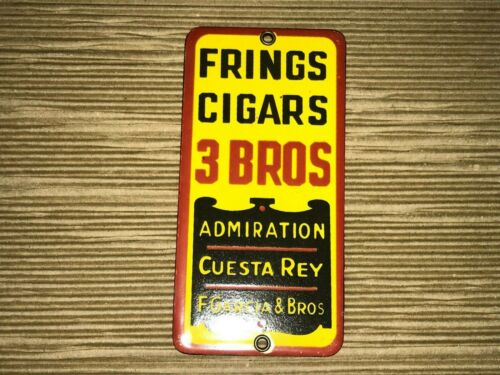 FRINGS
CIGARS
3 BROS
ADMIRATION
CUESTA REY
F. GARCIA & BROS